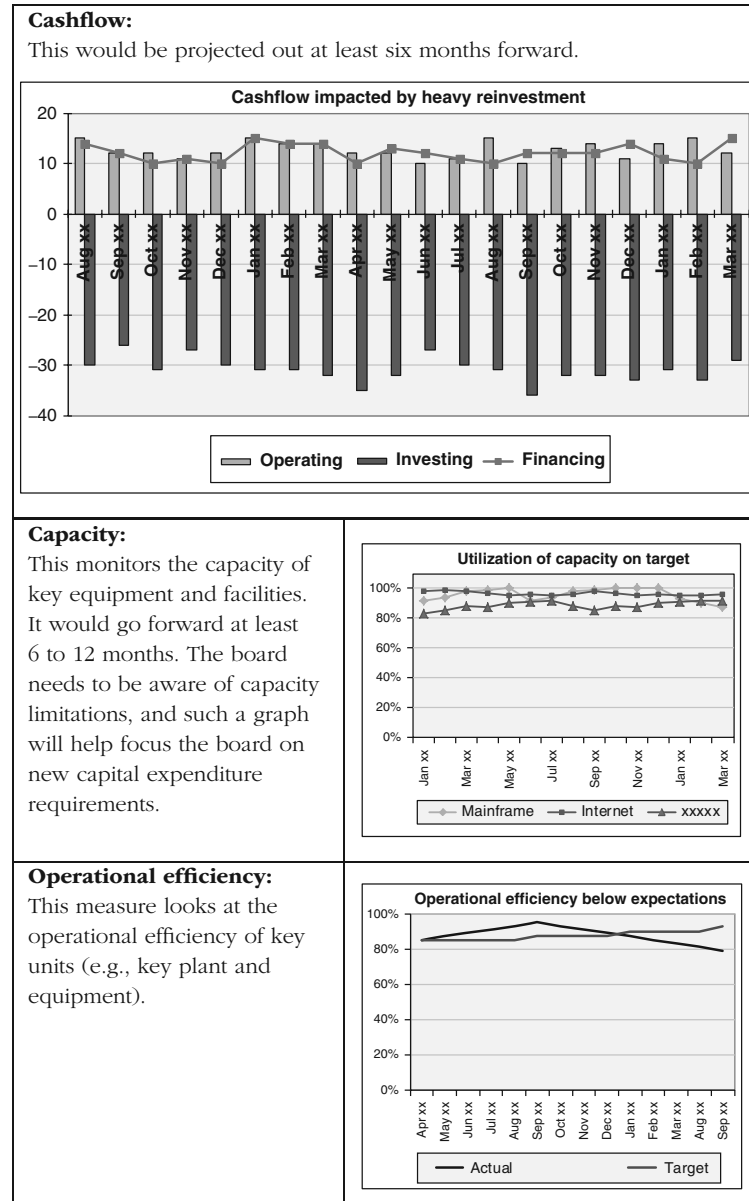 Cashflow:
This would be projected out at least six months forward.
Cashflow impacted by heavy reinvestment
20
10
0
–10
–20
–30
–40
Aug xx
Sep xx
Oct xx
Nov xx
Dec xx
Jan xx
Feb xx
Mar xx
Apr xx
May xx
Jun xx
Jul xx
Aug xx
Sep xx
Oct xx
Nov xx
Dec xx
Jan xx
Feb xx
Mar xx
Operating Investing Financing
Capacity:
This monitors the capacity of
key equipment and facilities.
It would go forward at least
6 to 12 months. The board
needs to be aware of capacity
limitations, and such a graph
will help focus the board on
new capital expenditure
requirements.
Utilization of capacity on target
100%
80%
60%
40%
20%
0%
Jan xx
Mar xx
May xx
Jul xx
Sep xx
Nov xx
Jan xx
Mar xx
Mainframe Internet xxxxx
Operational efficiency:
This measure looks at the
operational efficiency of key
units (e.g., key plant and
equipment).
Operational efficiency below expectations
100%
80%
60%
40%
20%
0%
Apr xx
May xx
Jun xx
Jul xx
Aug xx
Sep xx
Oct xx
Nov xx
Dec xx
Jan xx
Feb xx
Mar xx
Aug xx
Sep xx
Actual Target